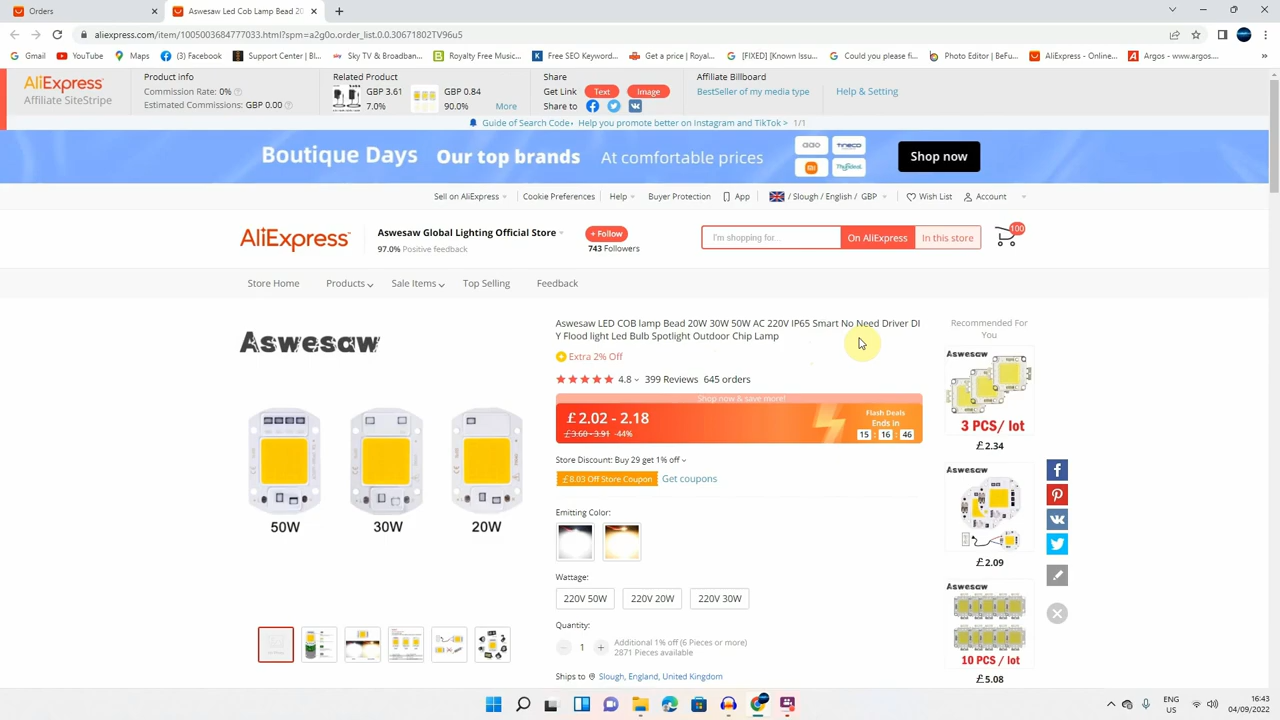 Orders
Aswesaw Led Cob Lamp Bead 20
aliexpress.com/item/1005003684777033.html?spm=a2g0o.order_list.0.0.30671802TV96u5
Gmail
YouTube
Maps
(3) Facebook
Support Center | Bl...
Sky TV & Broadban...
Royalty Free Music...
Free SEO Keyword...
Get a price | Royal...
[FIXED] (Known Issu...
Could you please fi...
Photo Editor | BeFu...
AliExpress - Online...
Argos - www.argos...
AliExpress
Affiliate SiteStripe
Product info
Commission Rate: 0%
Estimated Commissions: GBP 0.00
Related Product
GBP 3.61
7.0%
GBP 0.84
90.0%
More
Share
Get Link Text Image
Share to
Affiliate Billboard
BestSeller of my media type
Help & Setting
Guide of Search Code› Help you promote better on Instagram and TikTok > 1/1
Boutique Days Our top brands At comfortable prices
TINECO
Shop now
Sell on AliExpress
Cookie Preferences
Help
Buyer Protection
App
/ Slough / English / GBP
Wish List
Account
AliExpress
Aswesaw Global Lighting Official Store
97.0% Positive feedback
+ Follow
743 Followers
I'm shopping for...
On AliExpress
In this store
100
Store Home
Products
Sale Items
Top Selling
Feedback
Aswesaw
50W
30W
20W
Aswesaw LED COB lamp Bead 20W 30W 50W AC 220V IP65 Smart No Need Driver DI
Y Flood light Led Bulb Spotlight Outdoor Chip Lamp
Extra 2% Off
4.8 399 Reviews 645 orders
Shop now & save more!
£2.02 - 2.18
£3.60 - 3.91 -44%
Flash Deals
Ends in
15 : 16 : 46
Store Discount: Buy 29 get 1% off
£8.03 Off Store Coupon
Get coupons
Emitting Color:
Wattage:
220V 50W
220V 20W
220V 30W
Quantity:
1
Additional 1% off (6 Pieces or more)
2871 Pieces available
Ships to Slough, England, United Kingdom
Recommended For
You
Aswesaw
3 PCS/ lot
£2.34
Aswesaw
£2.09
Aswesaw
10 PCS/ lot
£5.08
ENG
US
16:43
04/09/2022